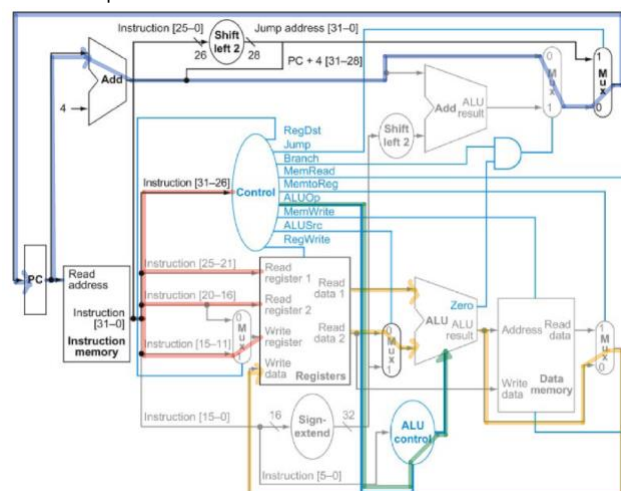 Instruction [25–0]
Shift
left 2
Jump address [31–0]
26
28
PC + 4 [31–28]
Add
4
0
M
u
x
1
1
M
u
x
0
Add
ALU
result
Shift
left 2
RegDst
Jump
Branch
MemRead
MemtoReg
ALUOp
MemWrite
ALUSrc
RegWrite
Control
Instruction [31–26]
PC
Read
address
Instruction
[31–0]
Instruction
memory
Instruction [25–21]
Instruction [20–16]
Instruction [15–11]
0
M
u
x
1
Read
register 1
Read
register 2
Write
register
Write
data
Read
data 1
Read
data 2
Registers
0
M
u
x
1
Zero
ALU
ALU
result
Address
Read
data
Write
data
Data
memory
1
M
u
x
0
Instruction [15–0]
16
Sign-
extend
32
ALU
control
Instruction [5–0]